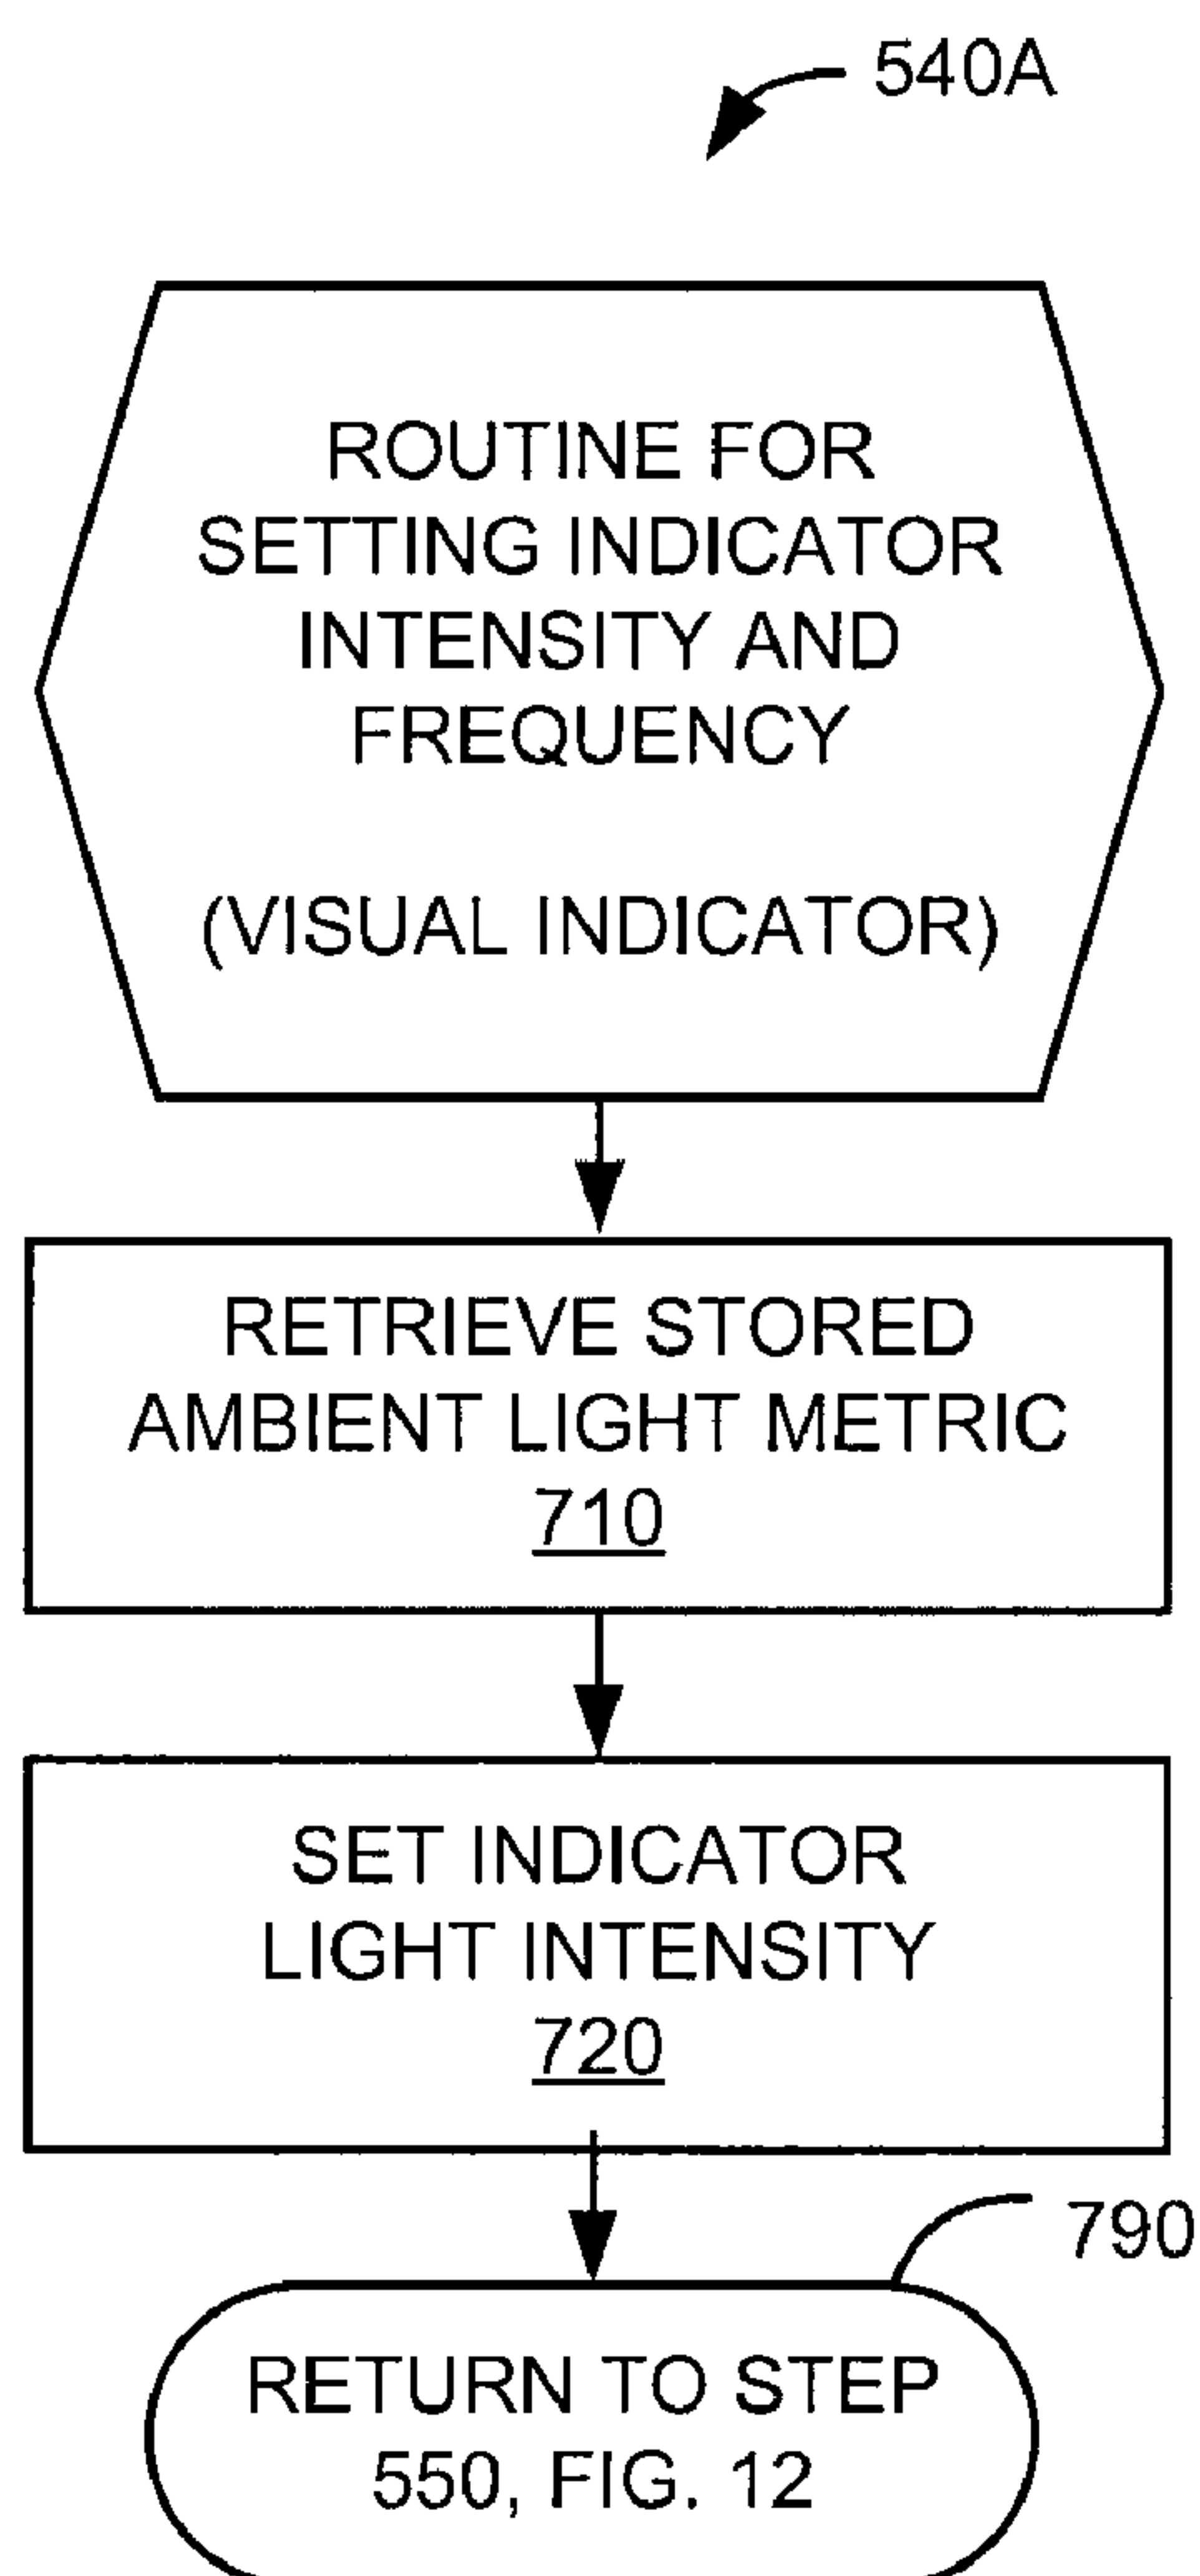 540A
ROUTINE FOR
SETTING INDICATOR
INTENSITY AND
FREQUENCY
(VISUAL INDICATOR)
RETRIEVE STORED
AMBIENT LIGHT METRIC
710
SET INDICATOR
LIGHT INTENSITY
720
790
RETURN TO STEP
550, FIG. 12